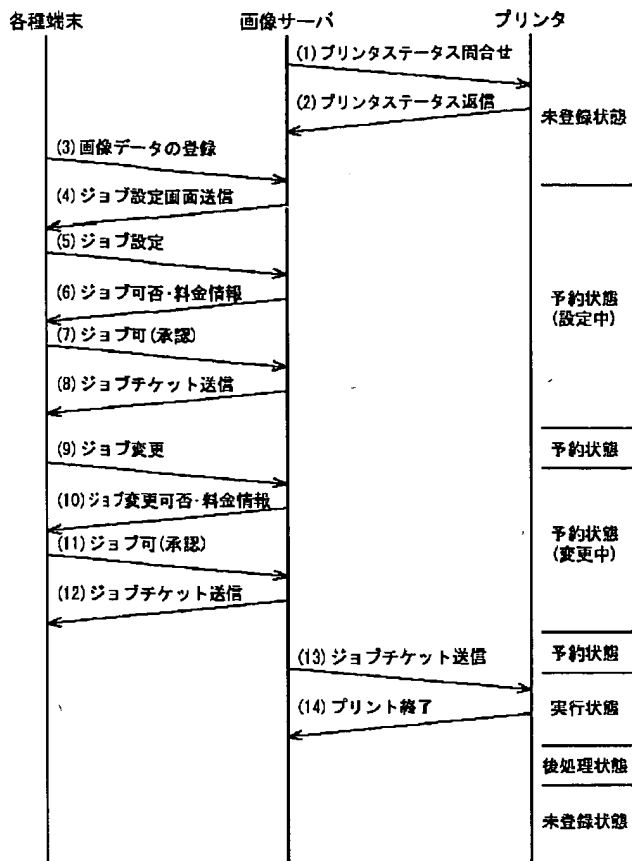 各種端末
画像サーバ
プリンタ
(1)プリンタステータス問合せ
(2)プリンタステータス返信
未登録状態
(3)画像データの登録
(4)ジョブ設定画面送信
(5)ジョブ設定
(6)ジョブ可否・料金情報
予約状態
(設定中)
(7)ジョブ可(承認)
(8)ジョブチケット送信
(9)ジョブ変更
予約状態
(10)ジョブ変更可否・料金情報
(11)ジョブ可(承認)
予約状態
(変更中)
(12)ジョブチケット送信
(13)ジョブチケット送信
予約状態
(14)プリント終了
実行状態
後処理状態
未登録状態